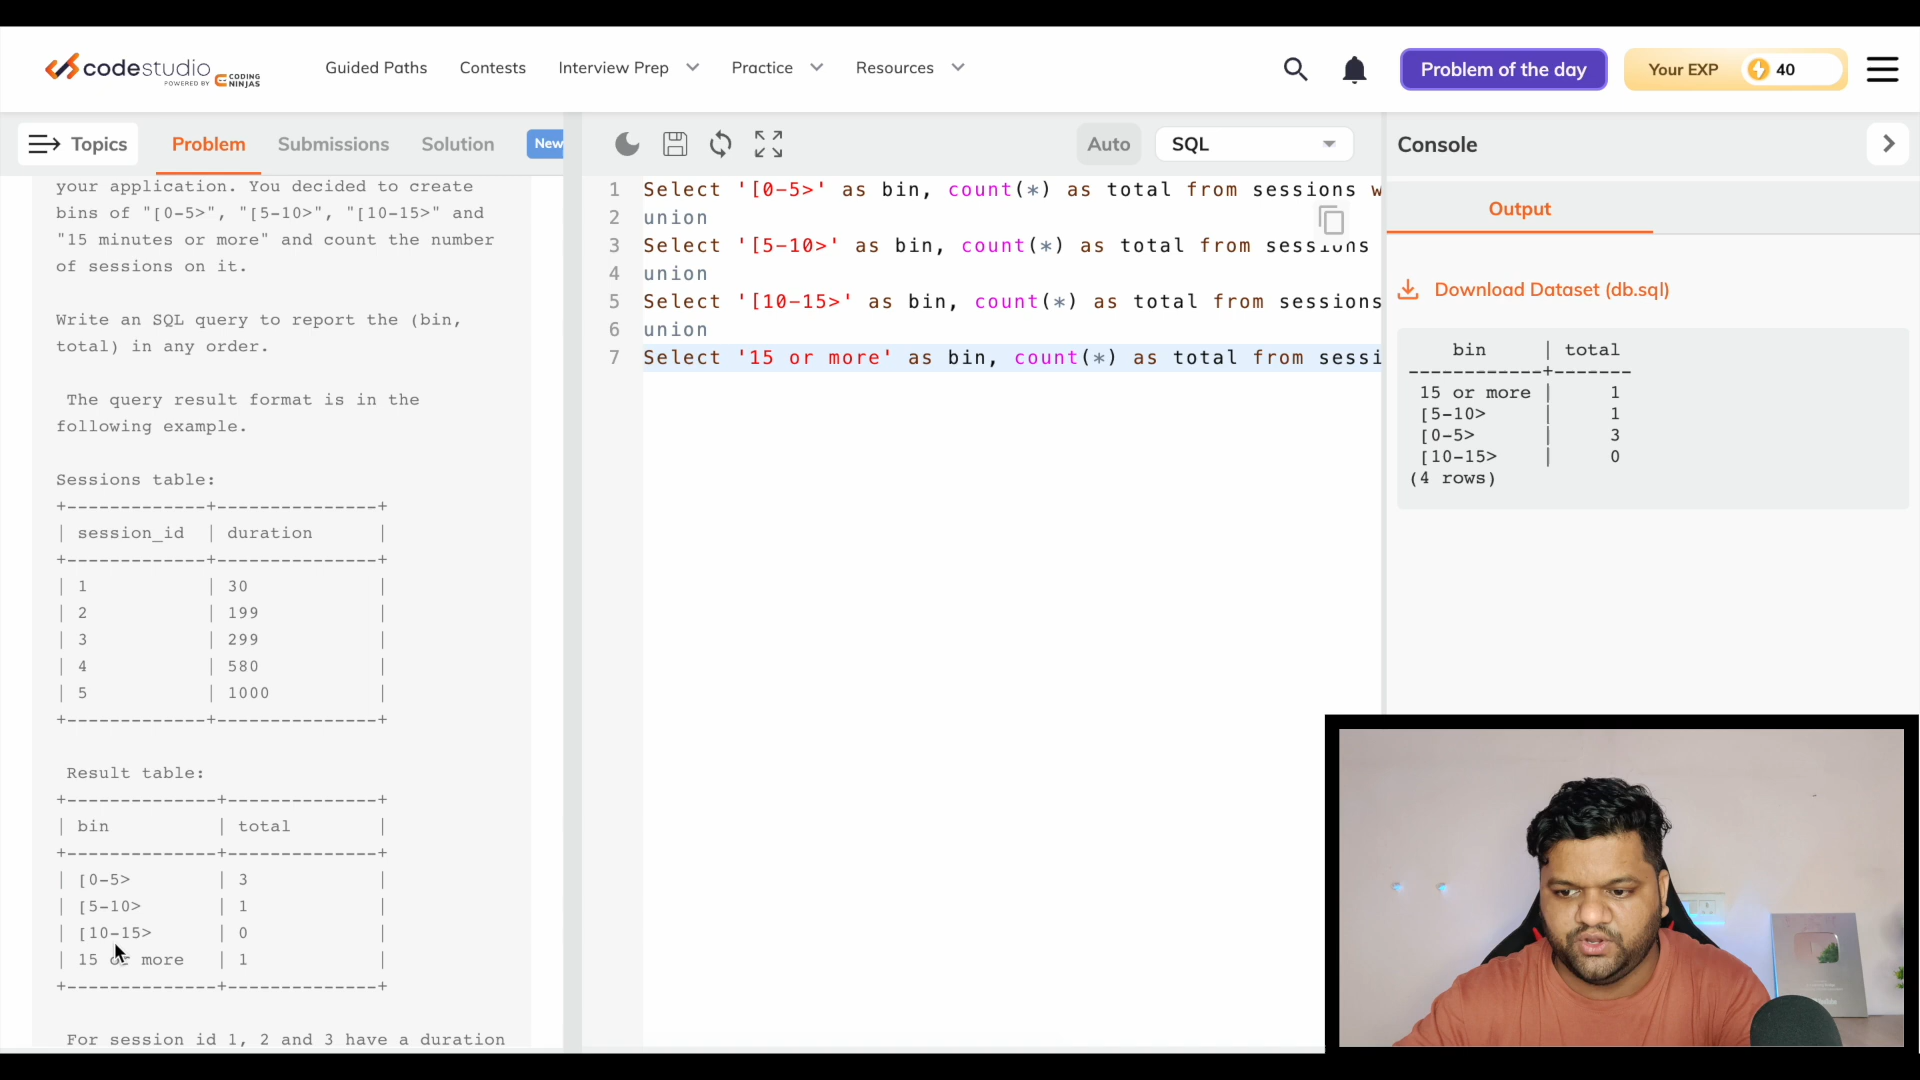 codestudio
POWERED BY CODING NINJAS
Guided Paths
Contests
Interview Prep
Practice
Resources
Problem of the day
Your EXP
40
Topics
Problem
Submissions
Solution
New
your application. You decided to create
bins of "[0-5>", "[5-10>", "[10-15>" and
"15 minutes or more" and count the number
of sessions on it.
Write an SQL query to report the (bin,
total) in any order.
The query result format is in the
following example.
Sessions table:
+-------------+---------------+
| session_id | duration |
+-------------+---------------+
| 1 | 30 |
| 2 | 199 |
| 3 | 299 |
| 4 | 580 |
| 5 | 1000 |
+-------------+---------------+
Result table:
+--------------+--------------+
| bin | total |
+--------------+--------------+
| [0-5> | 3 |
| [5-10> | 1 |
| [10-15> | 0 |
| 15 or more | 1 |
+--------------+--------------+
For session id 1, 2 and 3 have a duration
Auto
SQL
1 Select '[0-5>' as bin, count(*) as total from sessions w
2 union
3 Select '[5-10>' as bin, count(*) as total from sessions
4 union
5 Select '[10-15>' as bin, count(*) as total from sessions
6 union
7 Select '15 or more' as bin, count(*) as total from sessi
Console
Output
Download Dataset (db.sql)
bin | total
------------+-------
15 or more | 1
[5-10> | 1
[0-5> | 3
[10-15> | 0
(4 rows)